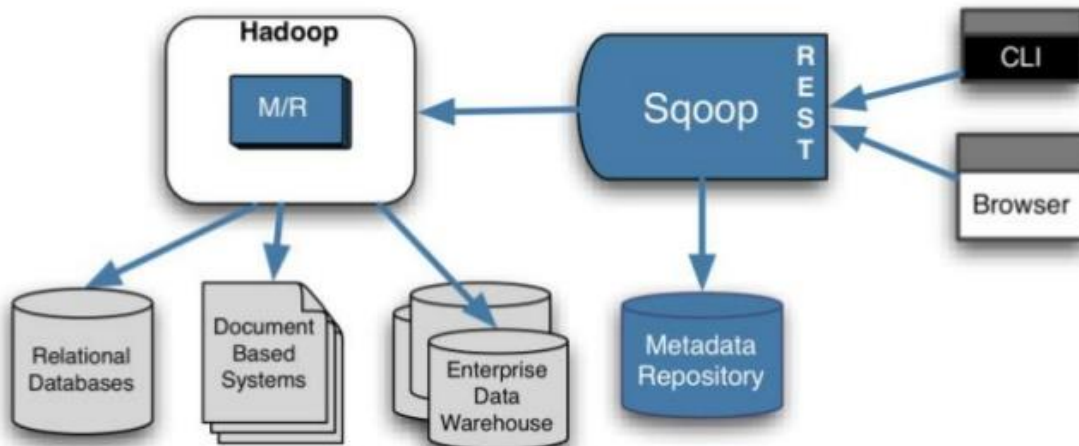 Hadoop
M/R
Sqoop
R
E
S
T
CLI
Browser
Relational
Databases
Document
Based
Systems
Enterprise
Data
Warehouse
Metadata
Repository